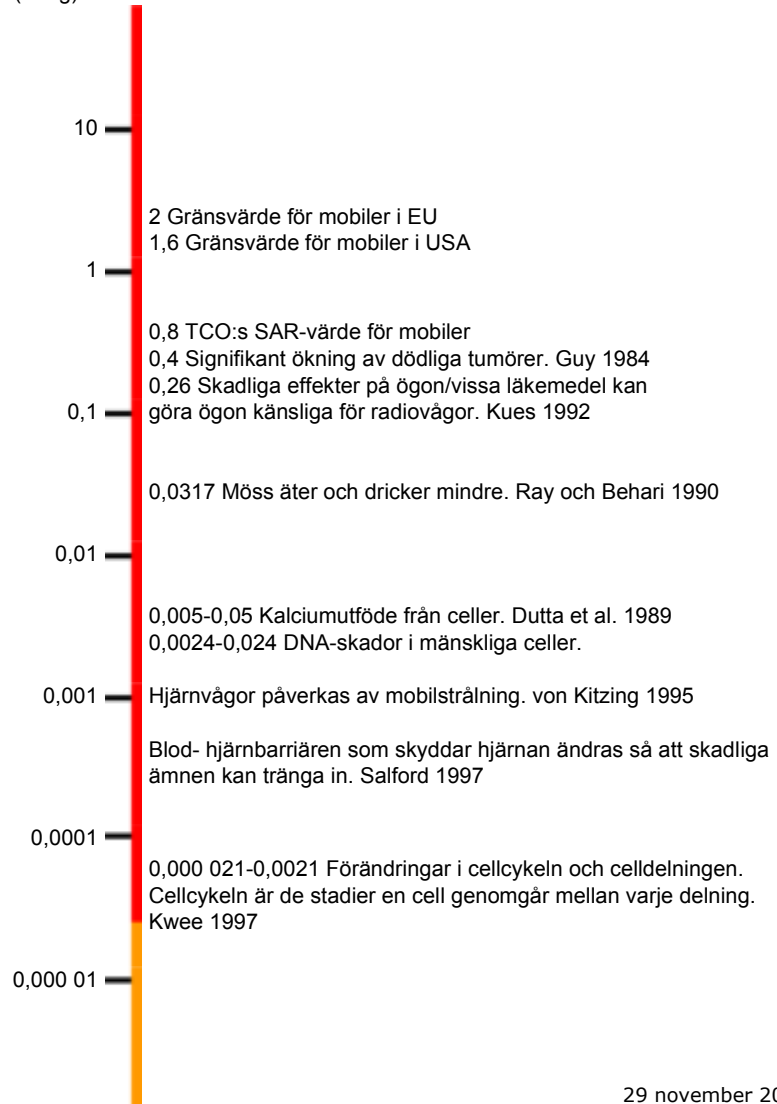 10
2 Gränsvärde för mobiler i EU
1,6 Gränsvärde för mobiler i USA
1
0,8 TCO:s SAR-värde för mobiler
0,4 Signifikant ökning av dödliga tumörer. Guy 1984
0,26 Skadliga effekter på ögon/vissa läkemedel kan
0,1 göra ögon känsliga för radiovågor. Kues 1992
0,0317 Möss äter och dricker mindre. Ray och Behari 1990
0,01
0,005-0,05 Kalciumutföde från celler. Dutta et al. 1989
0,0024-0,024 DNA-skador i mänskliga celler.
0,001 Hjärnvågor påverkas av mobilstrålning. von Kitzing 1995
Blod- hjärnbarriären som skyddar hjärnan ändras så att skadliga
ämnen kan tränga in. Salford 1997
0,0001
0,000 021-0,0021 Förändringar i cellcykeln och celldelningen.
Cellcykeln är de stadier en cell genomgår mellan varje delning.
Kwee 1997
0,000 01
29 november 20